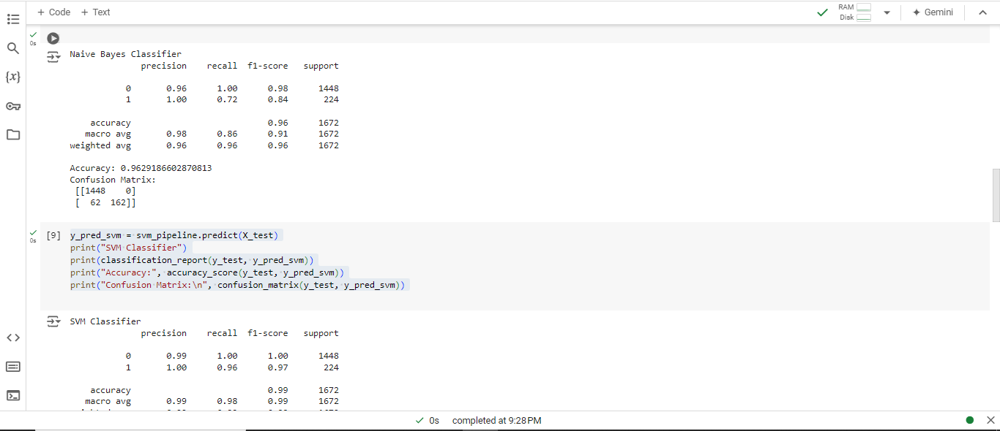 + Code + Text
RAM
Disk
Gemini
0s
Naive Bayes Classifier
precision recall f1-score support
0 0.96 1.00 0.98 1448
1 1.00 0.72 0.84 224
accuracy 0.96 1672
macro avg 0.98 0.86 0.91 1672
weighted avg 0.96 0.96 0.96 1672
Accuracy: 0.9629186602870813
Confusion Matrix:
[[1448 0]
[ 62 162]]
0s
[9] y_pred_svm = svm_pipeline.predict(X_test)
print("SVM Classifier")
print(classification_report(y_test, y_pred_svm))
print("Accuracy:", accuracy_score(y_test, y_pred_svm))
print("Confusion Matrix:\n", confusion_matrix(y_test, y_pred_svm))
SVM Classifier
precision recall f1-score support
0 0.99 1.00 1.00 1448
1 1.00 0.96 0.97 224
accuracy 0.99 1672
macro avg 0.99 0.98 0.99 1672
0s completed at 9:28 PM